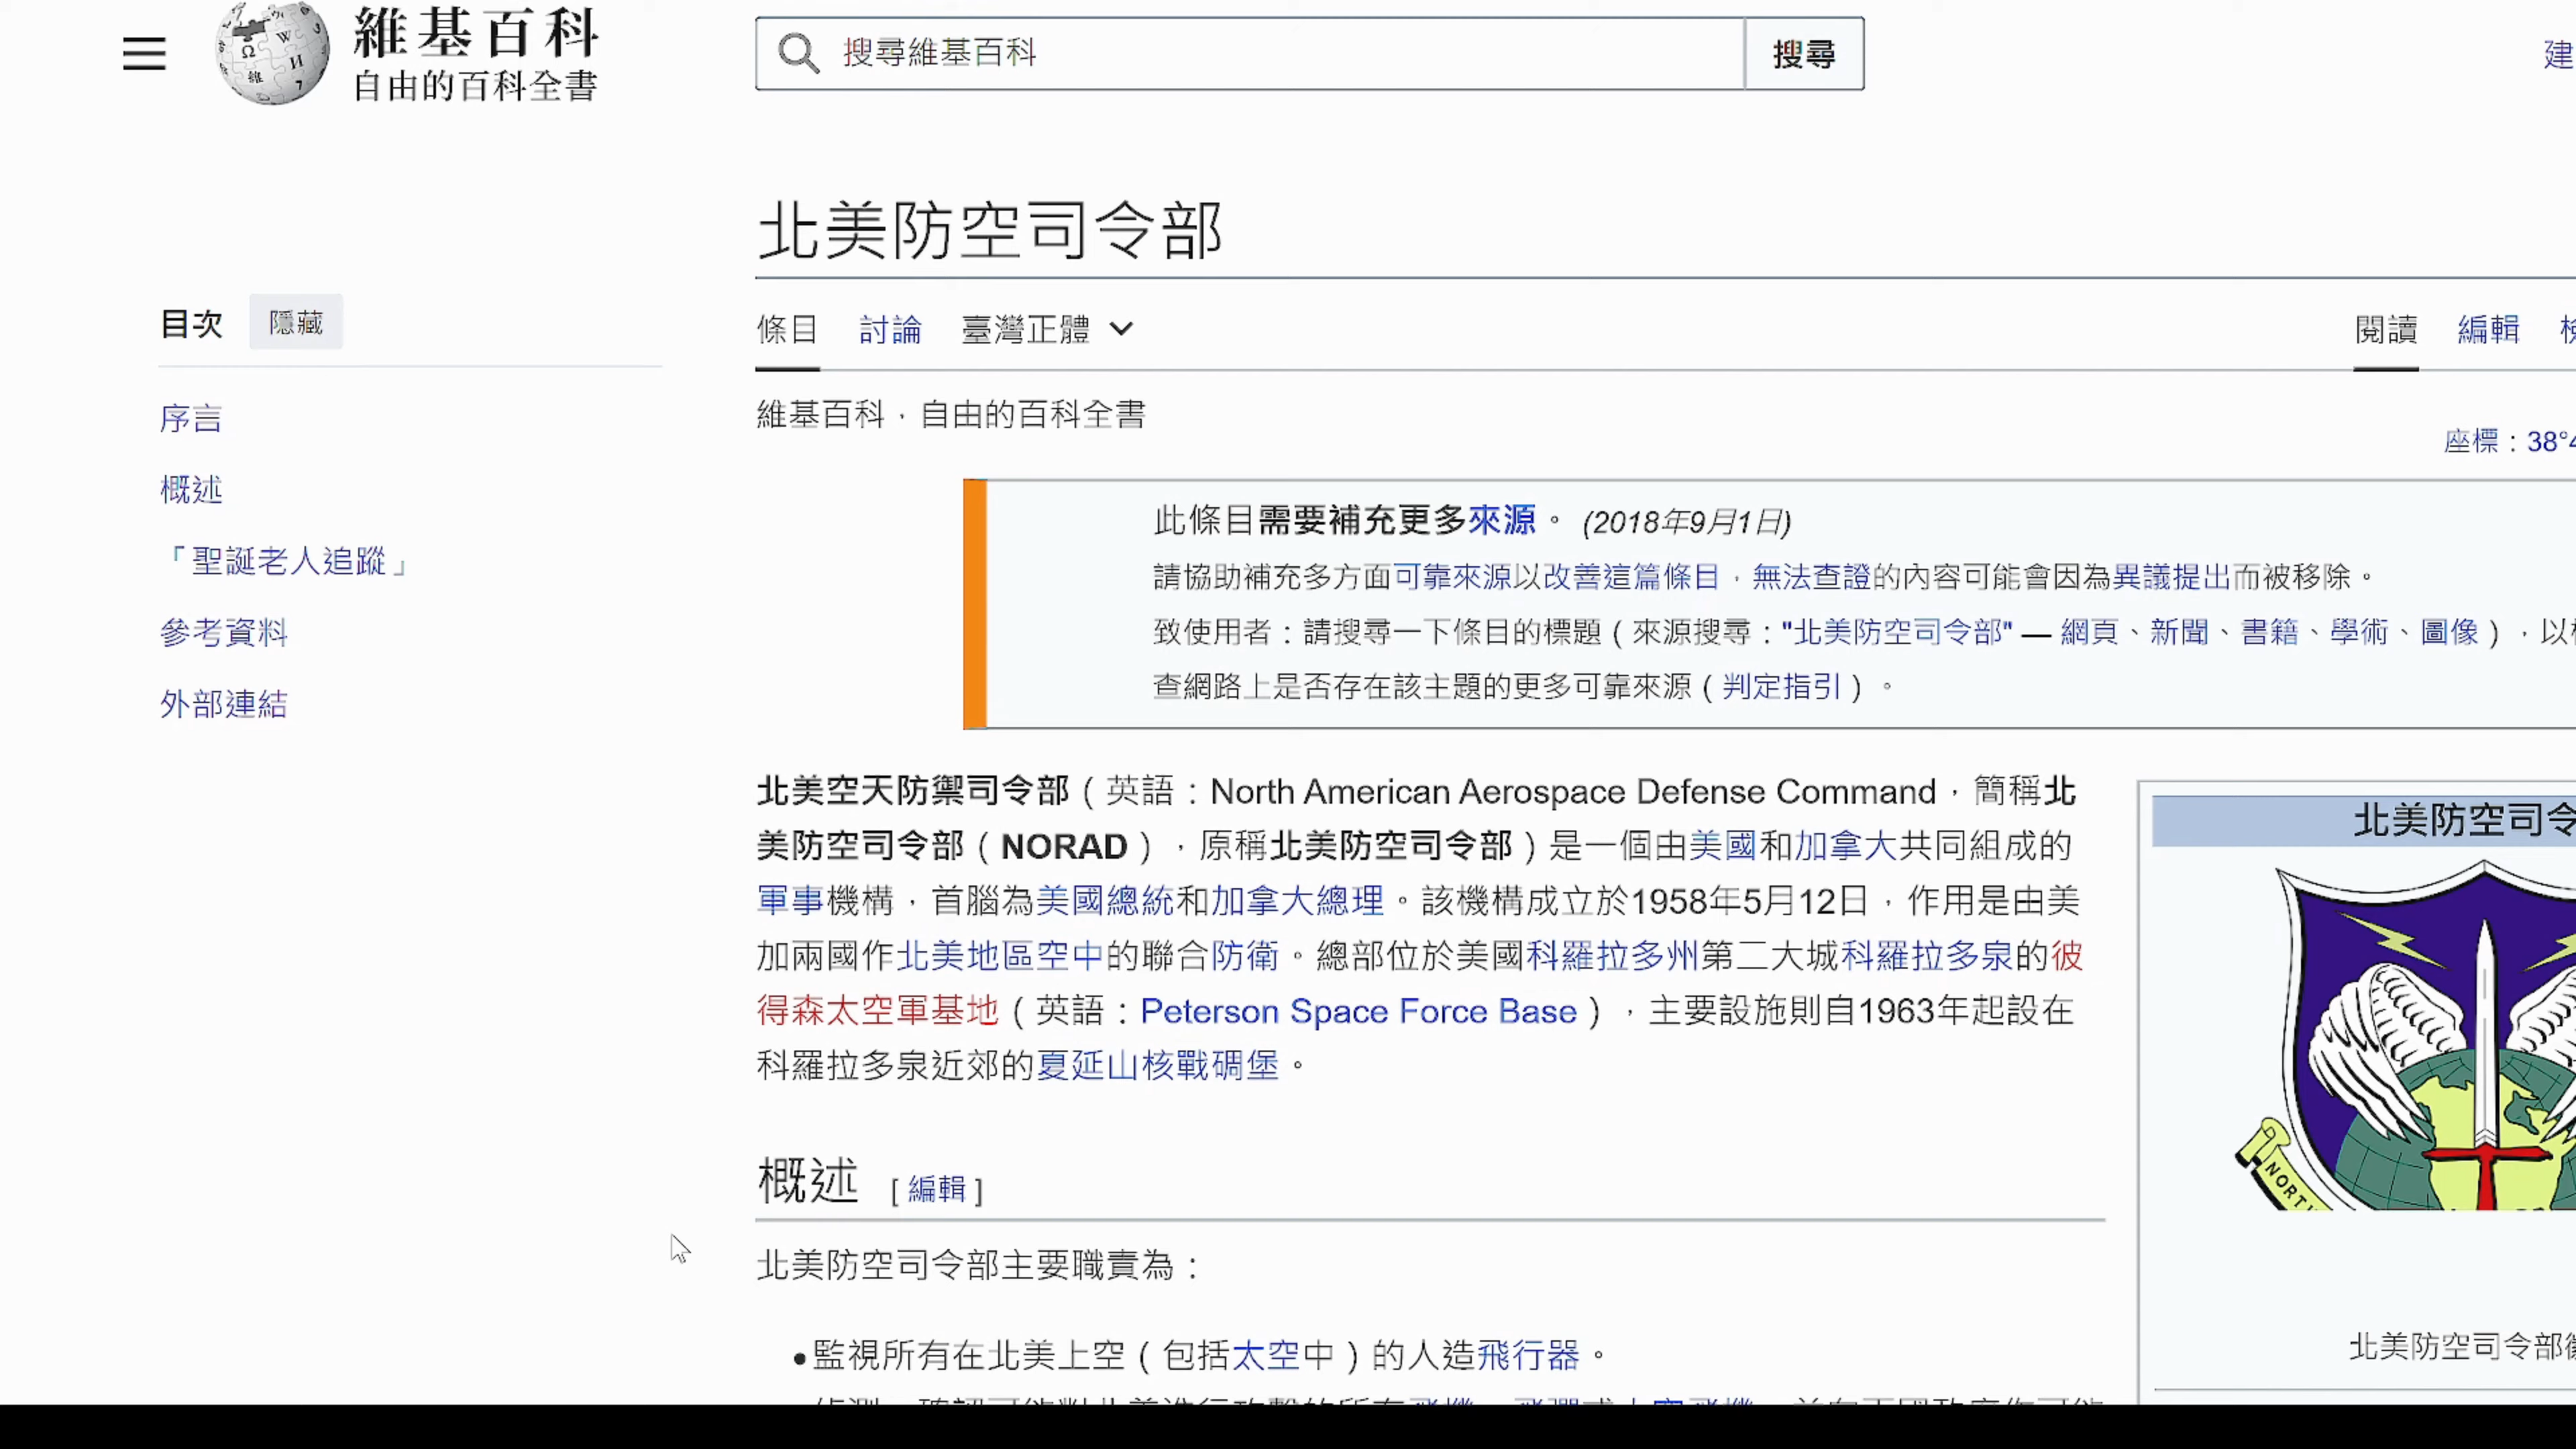 維基百科
自由的百科全書
搜尋維基百科
搜尋
建
北美防空司令部
目次
隱藏
條目
討論
臺灣正體
閱讀
編輯
維基百科，自由的百科全書
座標：38°4
序言
概述
「聖誕老人追蹤」
參考資料
外部連結
此條目需要補充更多來源。 (2018年9月1日)
請協助補充多方面可靠來源以改善這篇條目，無法查證的內容可能會因為異議提出而被移除。
致使用者：請搜尋一下條目的標題（來源搜尋："北美防空司令部" — 網頁、新聞、書籍、學術、圖像），以
查網路上是否存在該主題的更多可靠來源（判定指引）。
北美空天防禦司令部（英語：North American Aerospace Defense Command，簡稱北
美防空司令部（NORAD），原稱北美防空司令部）是一個由美國和加拿大共同組成的
軍事機構，首腦為美國總統和加拿大總理。該機構成立於1958年5月12日，作用是由美
加兩國作北美地區空中的聯合防衛。總部位於美國科羅拉多州第二大城科羅拉多泉的彼
得森太空軍基地（英語：Peterson Space Force Base），主要設施則自1963年起設在
科羅拉多泉近郊的夏延山核戰碉堡。
北美防空司令
NORT
北美防空司令部
概述 [編輯]
北美防空司令部主要職責為：
•監視所有在北美上空（包括太空中）的人造飛行器。